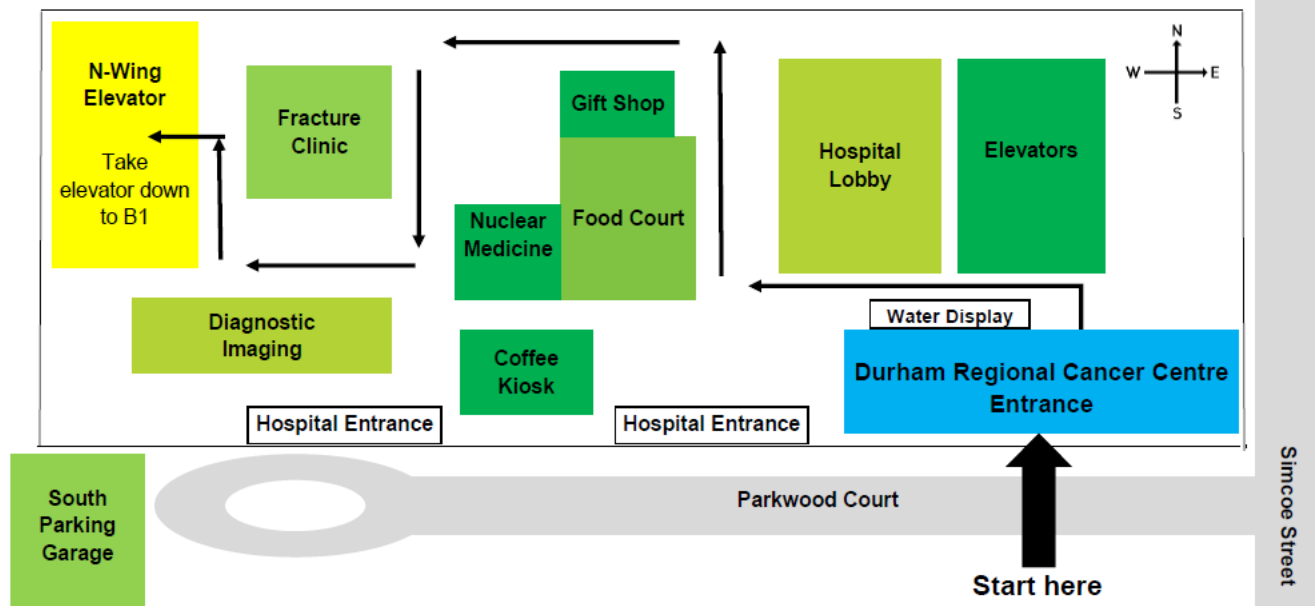 N-Wing
Elevator
Take
elevator down
to B1
Fracture
Clinic
Gift Shop
Nuclear
Medicine
Food Court
Hospital
Lobby
Elevators
N
W
E
S
Diagnostic
Imaging
Coffee
Kiosk
Water Display
Durham Regional Cancer Centre
Entrance
Hospital Entrance
Hospital Entrance
South
Parking
Garage
Parkwood Court
Start here
Simcoe Street